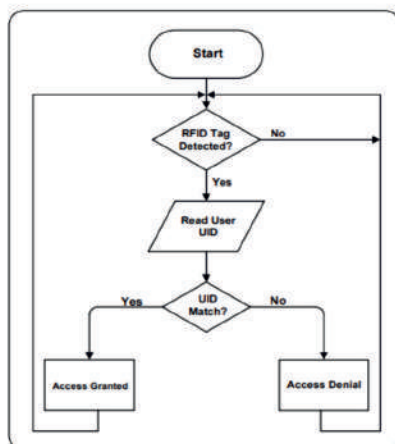 Start
RFID Tag
Detected?
No
Yes
Read User
UID
Yes
UID
Match?
No
Access Granted
Access Denial